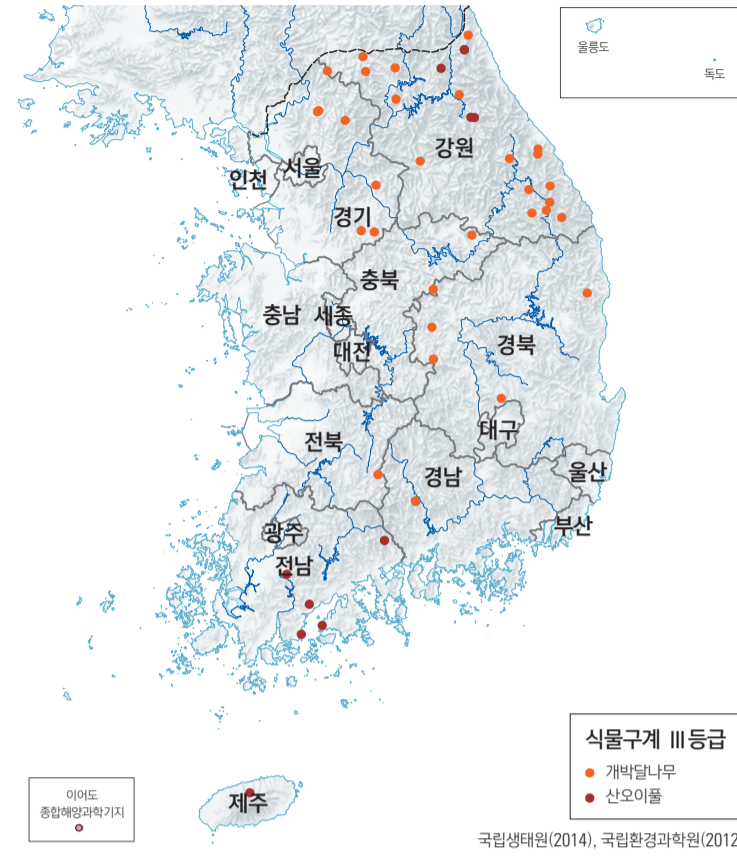 울릉도
독도
강원
서울
인천
경기
충북
충남
세종
대전
경북
전북
대구
경남
울산
부산
광주
전남
제주
이어도
종합해양과학기지
식물구계 Ⅲ등급
개박달나무
산오이풀
국립생태원(2014), 국립환경과학원(2012